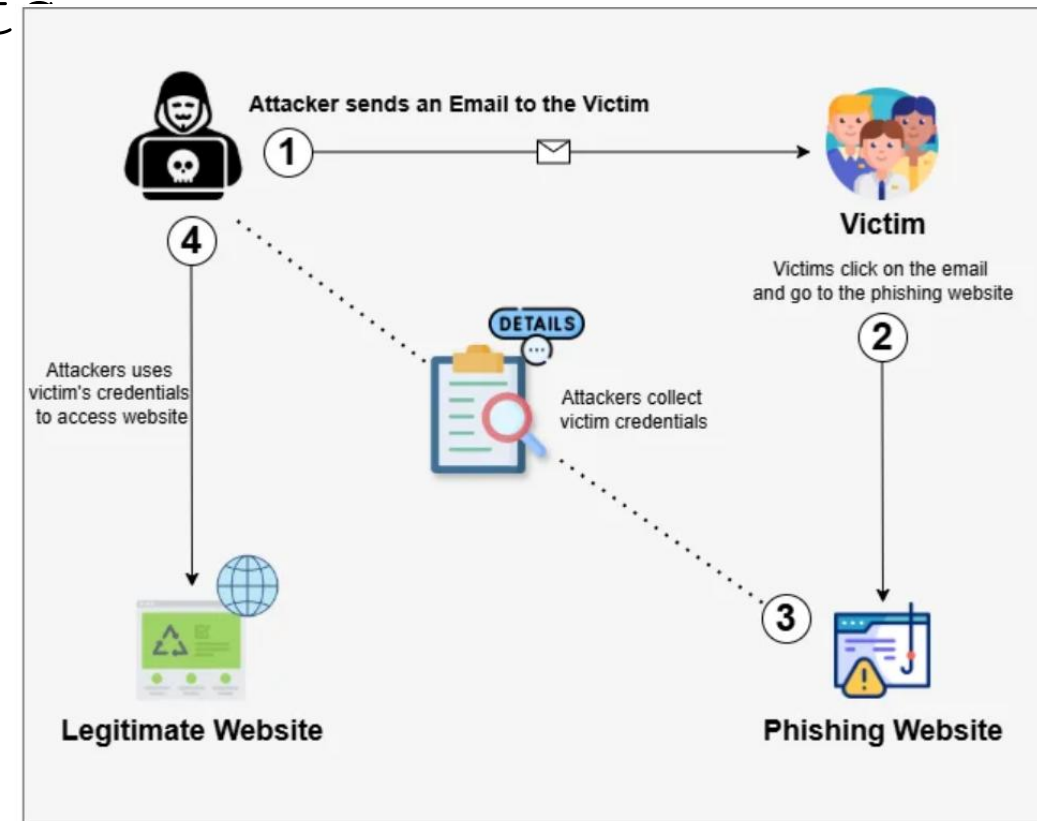 Attacker sends an Email to the Victim
1
Victim
4
Victims click on the email
and go to the phishing website
DETAILS
2
Attackers uses
victim's credentials
to access website
Attackers collect
victim credentials
3
Legitimate Website
Phishing Website